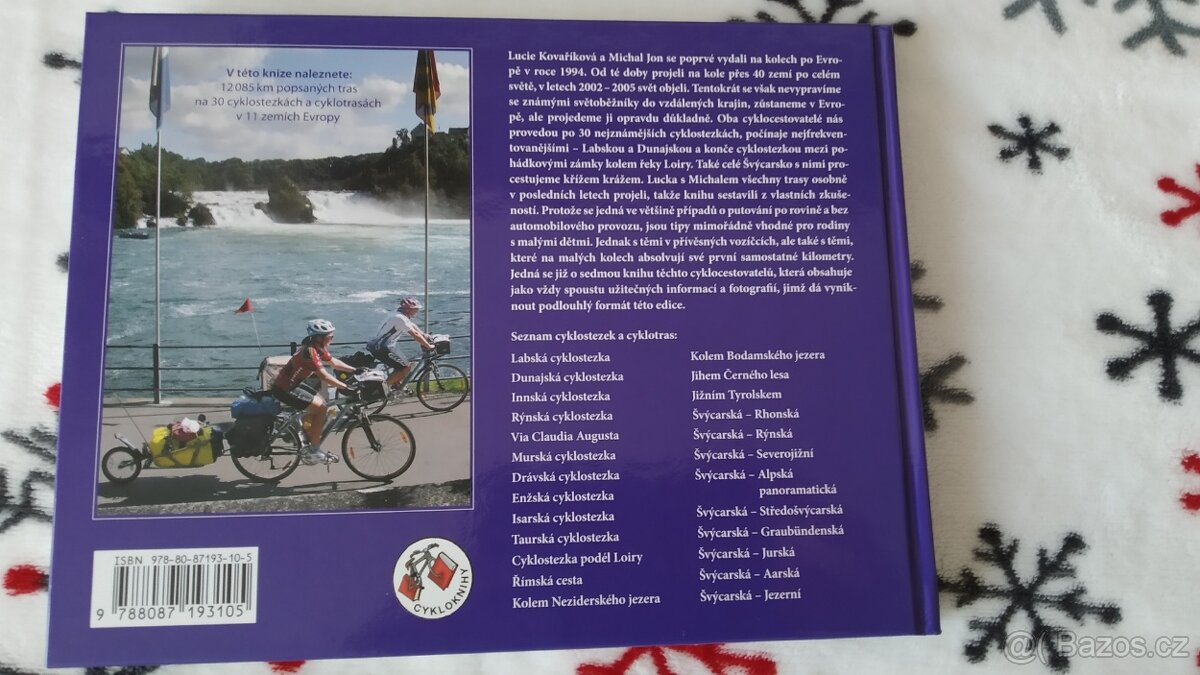 V této knize naleznete:
12 085 km popsaných tras
na 30 cyklostezkách a cyklotrasách
v 11 zemích Evropy
Lucie Kovaříková a Michal Jon se poprvé vydali na kolech po Evro-
pě v roce 1994. Od té doby projeli na kole přes 40 zemí po celém
světě, v letech 2002 – 2005 svět objeli. Tentokrát se však nevypravíme
se známými světoběžníky do vzdálených krajin, zůstaneme v Evro-
pě, ale projedeme ji opravdu důkladně. Oba cyklocestovatelé nás
provedou po 30 nejznámějších cyklostezkách, počínaje nejfrekven-
tovanějšími – Labskou a Dunajskou a konče cyklostezkou mezi po-
hádkovými zámky kolem řeky Loiry. Také celé Švýcarsko s nimi pro-
cestujeme křížem krážem. Lucka s Michalem všechny trasy osobně
v posledních letech projeli, takže knihu sestavili z vlastních zkuše-
ností. Protože se jedná ve většině případů o putování po rovině a bez
automobilového provozu, jsou tipy mimořádně vhodné pro rodiny
s malými dětmi. Jednak s těmi v přívěsných vozíčcích, ale také s těmi,
které na malých kolech absolvují své první samostatné kilometry.
Jedná se již o sedmou knihu těchto cyklocestovatelů, která obsahuje
jako vždy spoustu užitečných informací a fotografií, jimž dá vynik-
nout podlouhlý formát této edice.
Seznam cyklostezek a cyklotras:
Labská cyklostezka
Dunajská cyklostezka
Innská cyklostezka
Rýnská cyklostezka
Via Claudia Augusta
Murská cyklostezka
Drávská cyklostezka
Enžská cyklostezka
Isarská cyklostezka
Taurská cyklostezka
Cyklostezka podél Loiry
Římská cesta
Kolem Neziderského jezera
Kolem Bodamského jezera
Jihem Černého lesa
Jižním Tyrolskem
Švýcarská – Rhonská
Švýcarská – Rýnská
Švýcarská – Severojižní
Švýcarská – Alpská
panoramatická
Švýcarská – Středošvýcarská
Švýcarská – Graubündenská
Švýcarská – Jurská
Švýcarská – Aarská
Švýcarská – Jezerní
ISBN 978-80-87193-10-5
9 788087 193105
CYKLOKNIHY
@ Bazos.cz